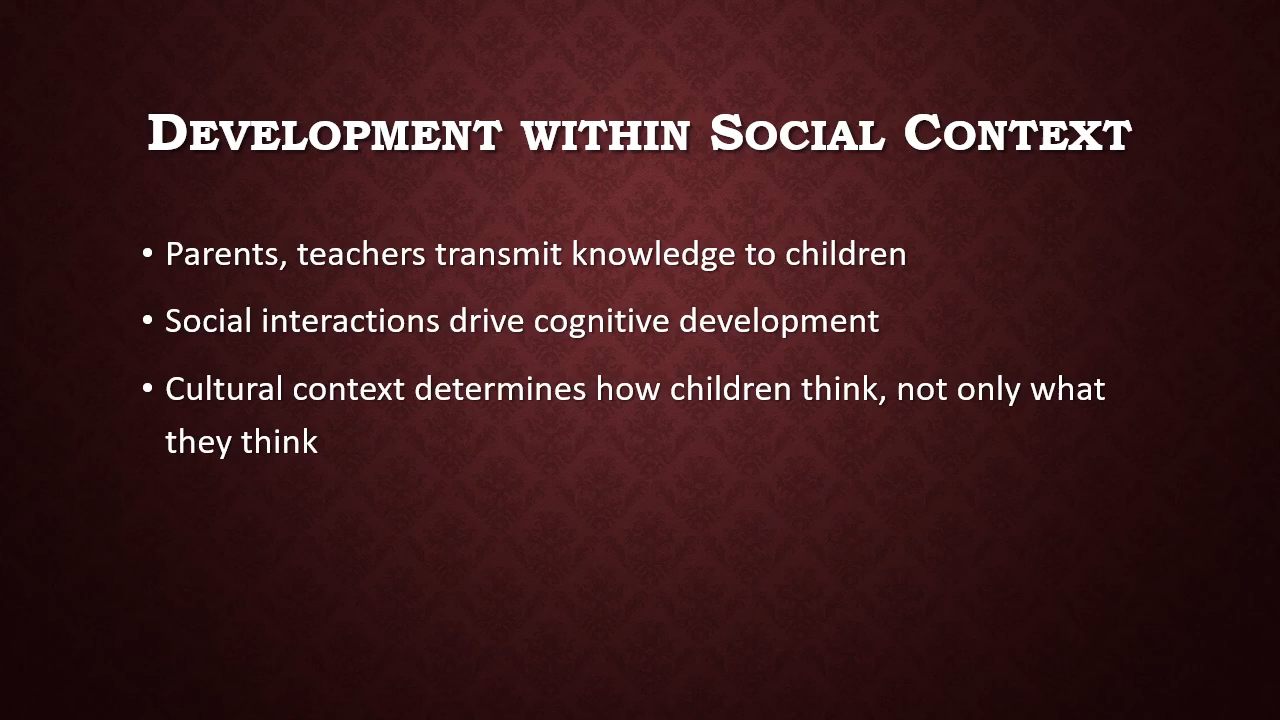 Development within Social Context
• Parents, teachers transmit knowledge to children
• Social interactions drive cognitive development
• Cultural context determines how children think, not only what
they think